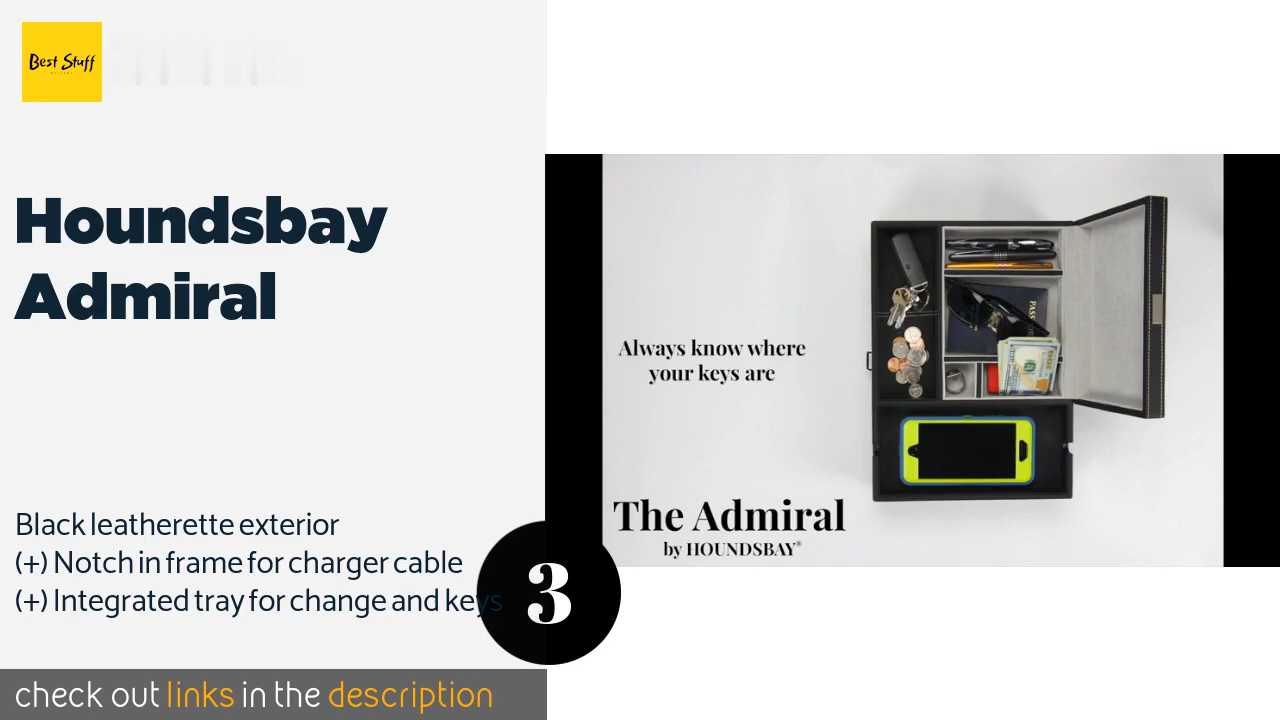 Best Stuff
Houndsbay
Admiral
Black leatherette exterior
(+) Notch in frame for charger cable
(+) Integrated tray for change and keys
check out links in the description
3
Always know where
your keys are
The Admiral
by HOUNDSBAY®
PASS